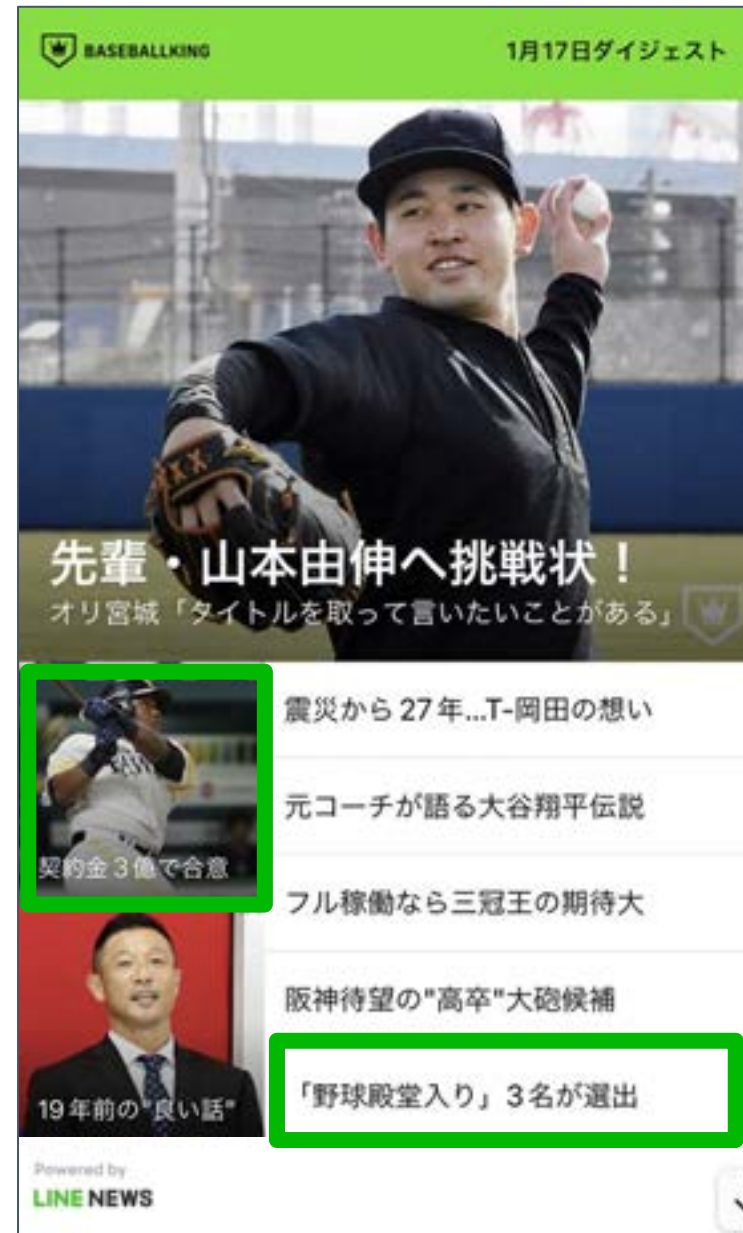 BASEBALLKING
1月17日ダイジェスト
先輩・山本由伸へ挑戦状！
オリ宮城「タイトルを取って言いたいことがある」
契約金3億で合意
震災から27年...T-岡田の想い
元コーチが語る大谷翔平伝説
フル稼働なら三冠王の期待大
阪神待望の"高卒"大砲候補
19年前の"良い話"
「野球殿堂入り」3名が選出
Powered by
LINE NEWS